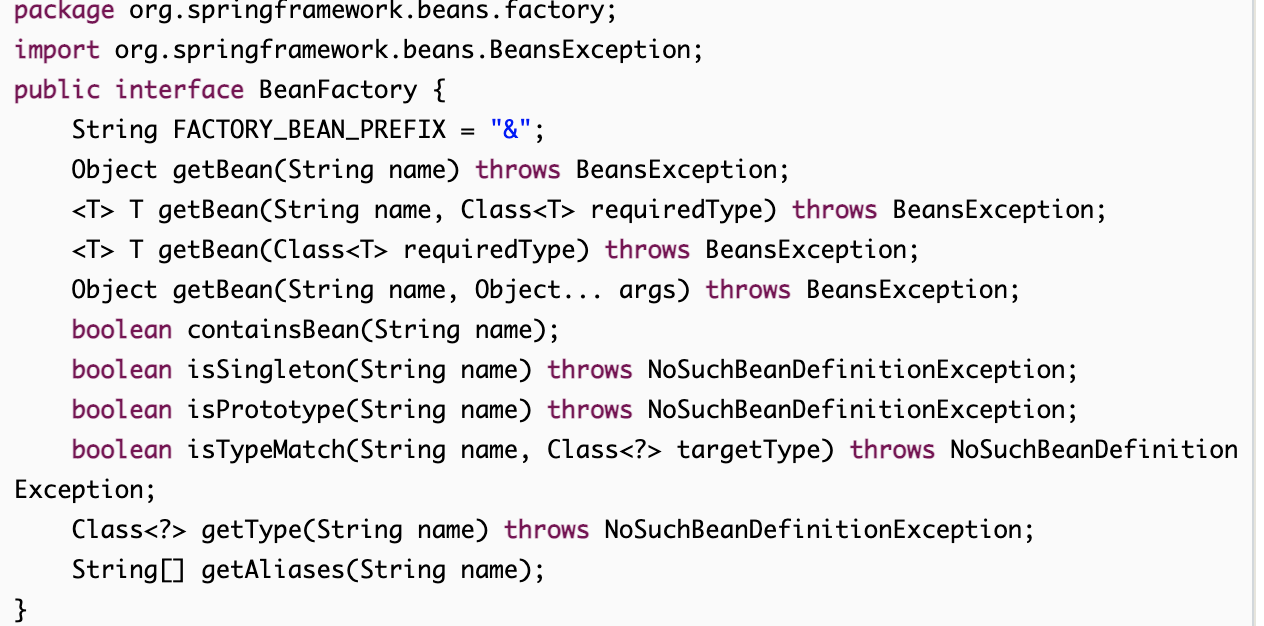 package org.springframework.beans.factory;
import org.springframework.beans.BeansException;
public interface BeanFactory {
    String FACTORY_BEAN_PREFIX = "&";
    Object getBean(String name) throws BeansException;
    <T> T getBean(String name, Class<T> requiredType) throws BeansException;
    <T> T getBean(Class<T> requiredType) throws BeansException;
    Object getBean(String name, Object... args) throws BeansException;
    boolean containsBean(String name);
    boolean isSingleton(String name) throws NoSuchBeanDefinitionException;
    boolean isPrototype(String name) throws NoSuchBeanDefinitionException;
    boolean isTypeMatch(String name, Class<?> targetType) throws NoSuchBeanDefinition
Exception;
    Class<?> getType(String name) throws NoSuchBeanDefinitionException;
    String[] getAliases(String name);
}